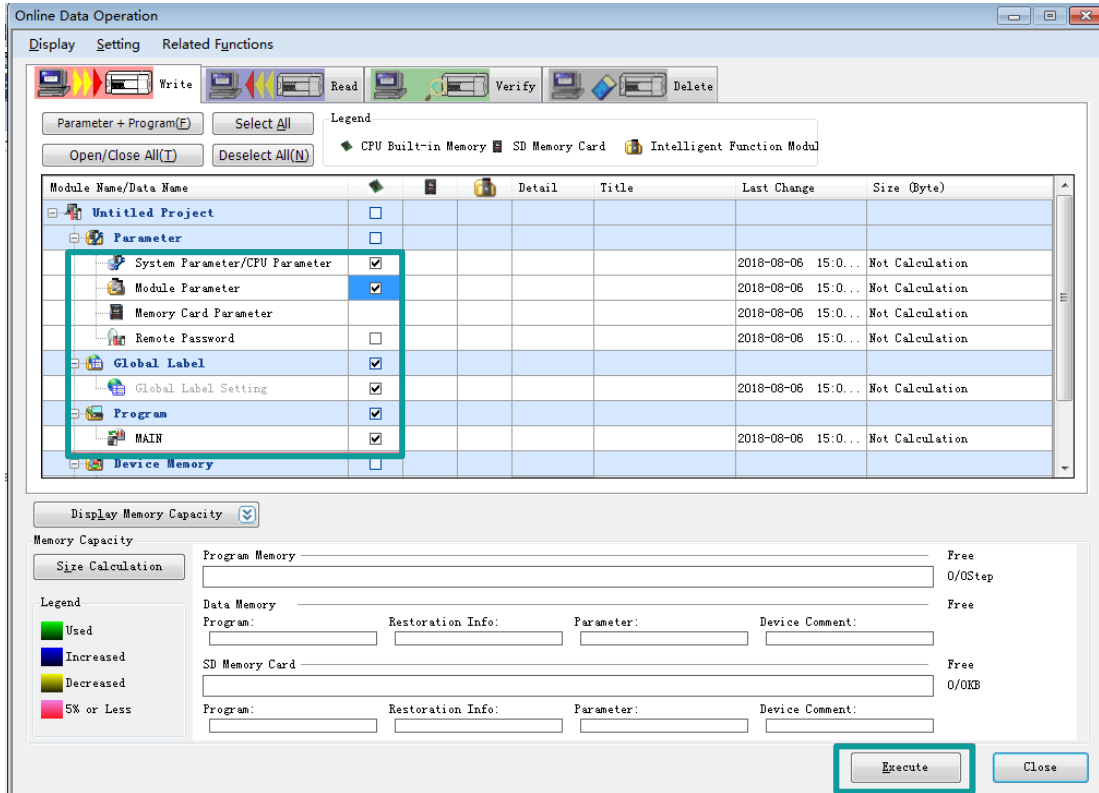 Online Data Operation
Display Setting Related Functions
Write Read Verify Delete
Parameter + Program(F) Select All Legend
CPU Built-in Memory SD Memory Card Intelligent Function Modul
Open/Close All(T) Deselect All(N)
Module Name/Data Name Detail Title Last Change Size (Byte)
Untitled Project
Parameter
System Parameter/CPU Parameter 2018-08-06 15:0... Not Calculation
Module Parameter 2018-08-06 15:0... Not Calculation
Memory Card Parameter 2018-08-06 15:0... Not Calculation
Remote Password 2018-08-06 15:0... Not Calculation
Global Label
Global Label Setting 2018-08-06 15:0... Not Calculation
Program
MAIN 2018-08-06 15:0... Not Calculation
Device Memory
Display Memory Capacity
Memory Capacity
Size Calculation
Program Memory Free
0/0Step
Legend
Used
Increased
Decreased
5% or Less
Data Memory Free
Program: Restoration Info: Parameter: Device Comment:
SD Memory Card Free
0/0KB
Program: Restoration Info: Parameter: Device Comment:
Execute Close